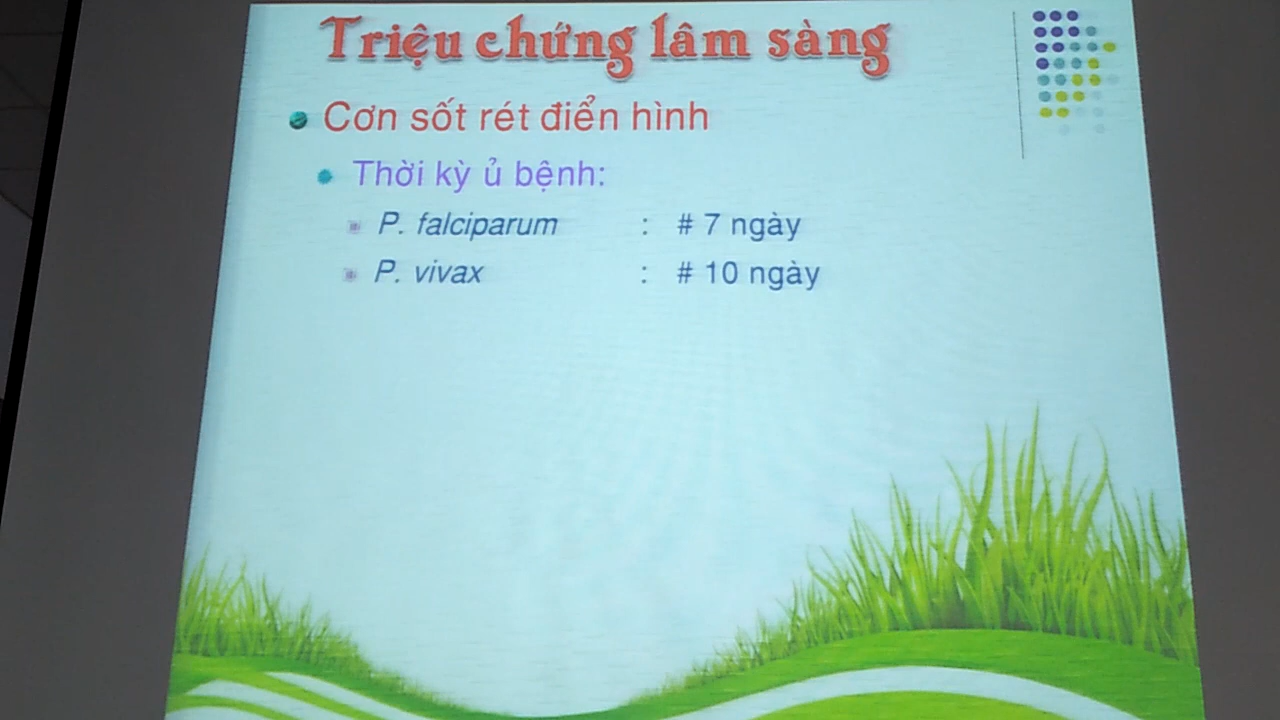 Triệu chứng lâm sàng
Cơn sốt rét điển hình
Thời kỳ ủ bệnh:
P. falciparum : # 7 ngày
P. vivax : # 10 ngày